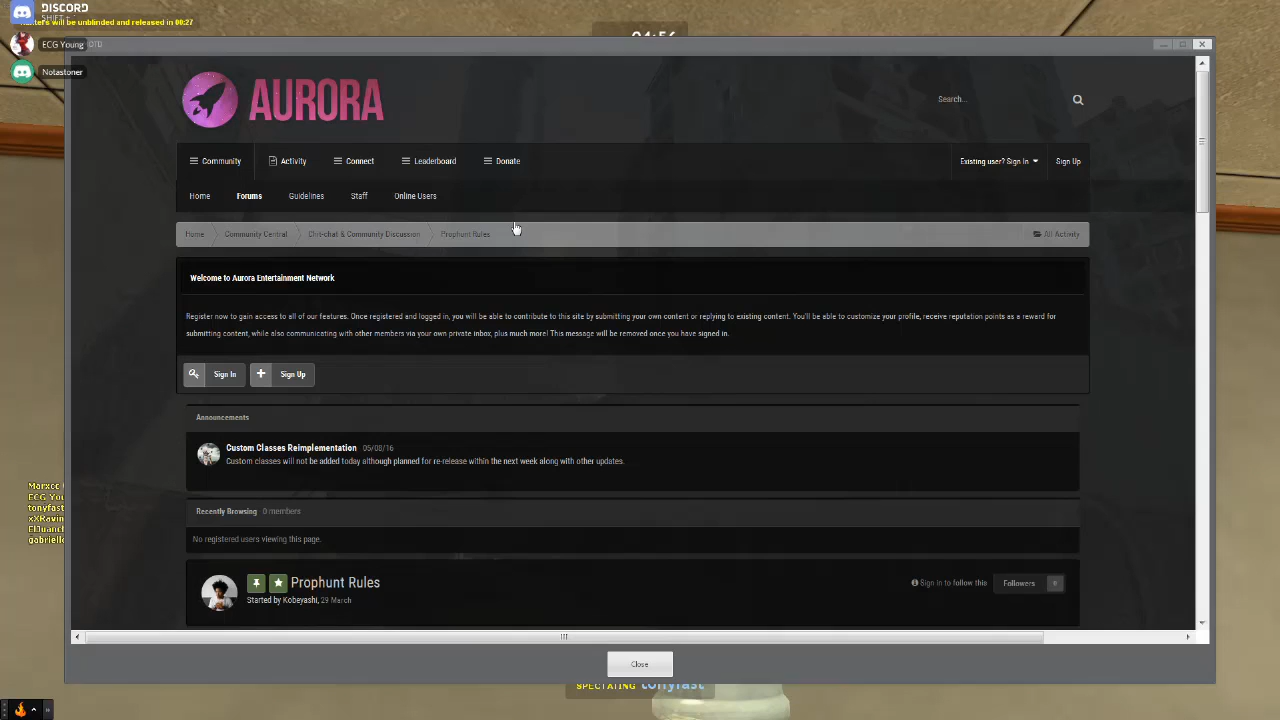 DISCORD
SHIFT +
will be unblinded and released in 00:27
ECG Young
Notastoner
AURORA
Search...
Community
Activity
Connect
Leaderboard
Donate
Existing user? Sign In
Sign Up
Home
Forums
Guidelines
Staff
Online Users
Home
Community Central
Chit-chat & Community Discussion
Prophunt Rules
All Activity
Welcome to Aurora Entertainment Network
Register now to gain access to all of our features. Once registered and logged in, you will be able to contribute to this site by submitting your own content or replying to existing content. You'll be able to customize your profile, receive reputation points as a reward for
submitting content, while also communicating with other members via your own private inbox, plus much more! This message will be removed once you have signed in.
Sign In
Sign Up
Announcements
Custom Classes Reimplementation 05/08/16
Custom classes will not be added today although planned for re-release within the next week along with other updates.
Recently Browsing 0 members
No registered users viewing this page.
Prophunt Rules
Started by Kobeyashi, 29 March
Sign in to follow this
Followers 0
Marxcc
ECG You
tonyfast
xXRavin
ElJuanch
gabriello
Close
SPECTATING tonyfast